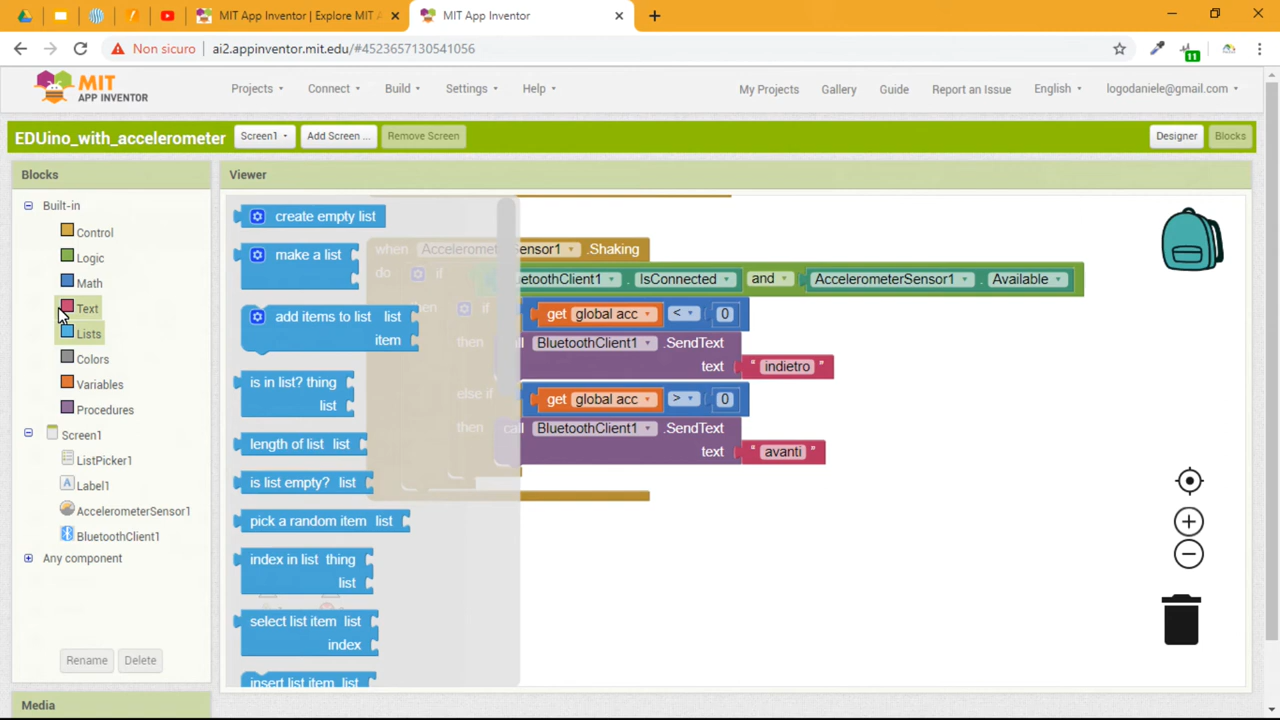 MIT App Inventor | Explore MIT A
MIT App Inventor
Non sicuro
ai2.appinventor.mit.edu/#4523657130541056
11
MIT
APP INVENTOR
Projects
Connect
Build
Settings
Help
My Projects
Gallery
Guide
Report an Issue
English
logodaniele@gmail.com
EDUino_with_accelerometer
Screen1
Add Screen ...
Remove Screen
Designer
Blocks
Blocks
Viewer
Built-in
Control
Logic
Math
Text
Lists
Colors
Variables
Procedures
Screen1
ListPicker1
Label1
AccelerometerSensor1
BluetoothClient1
Any component
Rename
Delete
Media
create empty list
make a list
add items to list list
item
is in list? thing
list
length of list list
is list empty? list
pick a random item list
index in list thing
list
select list item list
index
insert list item list
when AccelerometerSensor1 .Shaking
do if etoothClient1 . IsConnected and AccelerometerSensor1 . Available
then if get global acc < 0
then call BluetoothClient1 .SendText
text " indietro "
else if get global acc > 0
then call BluetoothClient1 .SendText
text " avanti "